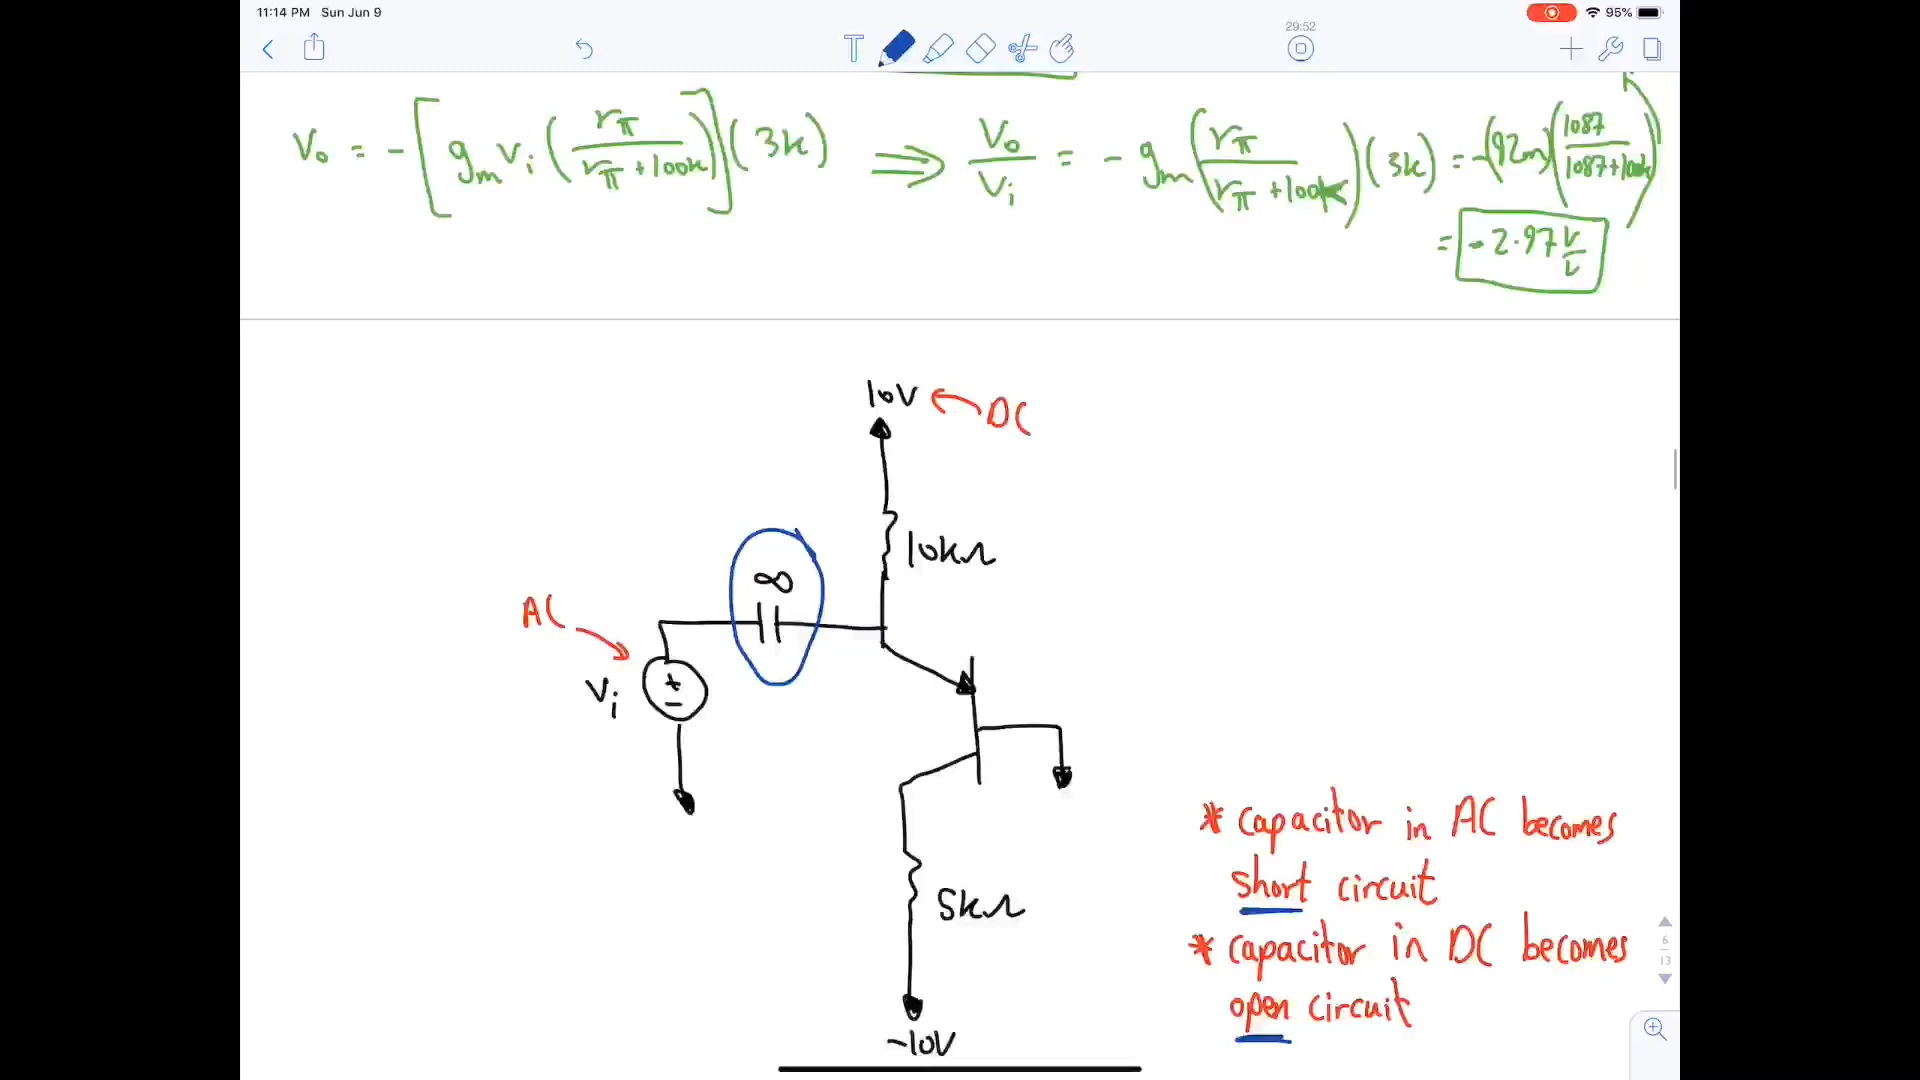 11:14 PM Sun Jun 9
95%
29:52
T
Vo = - [ gm Vi ( rπ / rπ + 100k ) ] (3k) ⟹ Vo / Vi = - gm ( rπ / rπ + 100k ) (3k) = -(92m) ( 1087 / 1087 + 100k )
= -2.97 V/V
10V ← DC
10kΩ
∞
AC
Vi
+
-
5kΩ
-10V
* capacitor in AC becomes
short circuit
* capacitor in DC becomes
open circuit
6
13